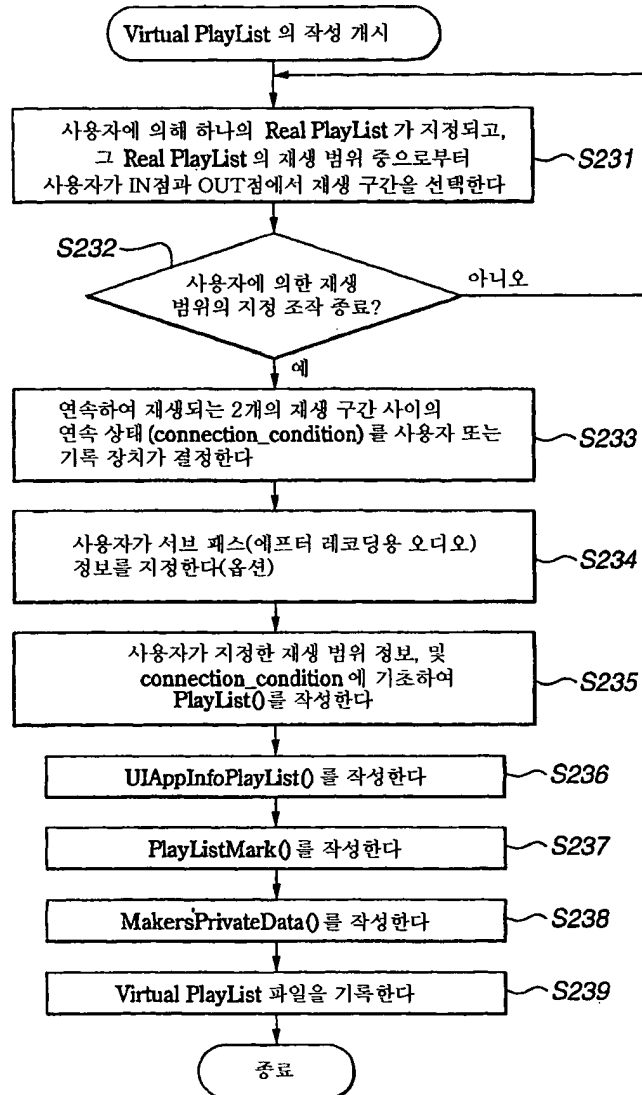 Virtual PlayList 의 작성 개시
사용자에 의해 하나의 Real PlayList 가 지정되고,
그 Real PlayList 의 재생 범위 중으로부터
사용자가 IN점과 OUT점에서 재생 구간을 선택한다
S231
S232
사용자에 의한 재생
범위의 지정 조작 종료?
아니오
예
연속하여 재생되는 2개의 재생 구간 사이의
연속 상태 (connection_condition) 를 사용자 또는
기록 장치가 결정한다
S233
사용자가 서브 패스(에프터 레코딩용 오디오)
정보를 지정한다(옵션)
S234
사용자가 지정한 재생 범위 정보, 및
connection_condition 에 기초하여
PlayList()를 작성한다
S235
UIAppInfoPlayList() 를 작성한다
S236
PlayListMark() 를 작성한다
S237
MakersPrivateData() 를 작성한다
S238
Virtual PlayList 파일을 기록한다
S239
종료